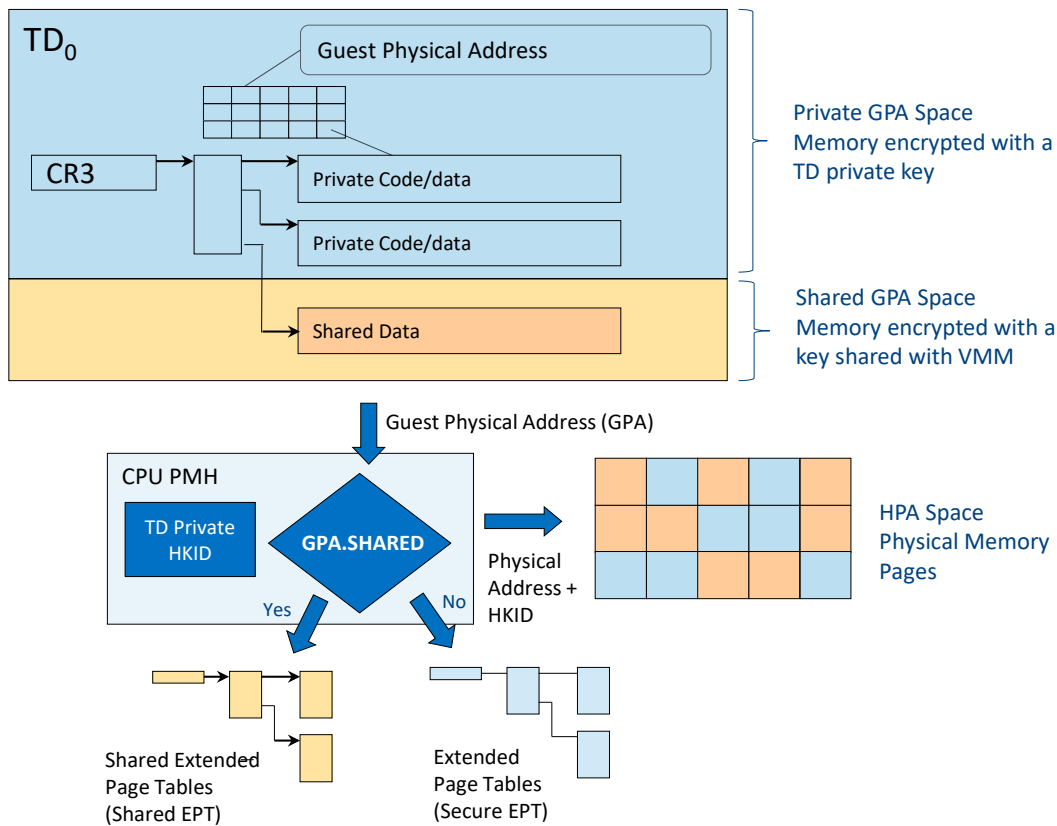 TD0
Guest Physical Address
CR3
Private Code/data
Private Code/data
Shared Data
Private GPA Space
Memory encrypted with a
TD private key
Shared GPA Space
Memory encrypted with a
key shared with VMM
Guest Physical Address (GPA)
CPU PMH
TD Private
HKID
GPA.SHARED
Yes
No
Physical
Address +
HKID
HPA Space
Physical Memory
Pages
Shared Extended
Page Tables
(Shared EPT)
Extended
Page Tables
(Secure EPT)